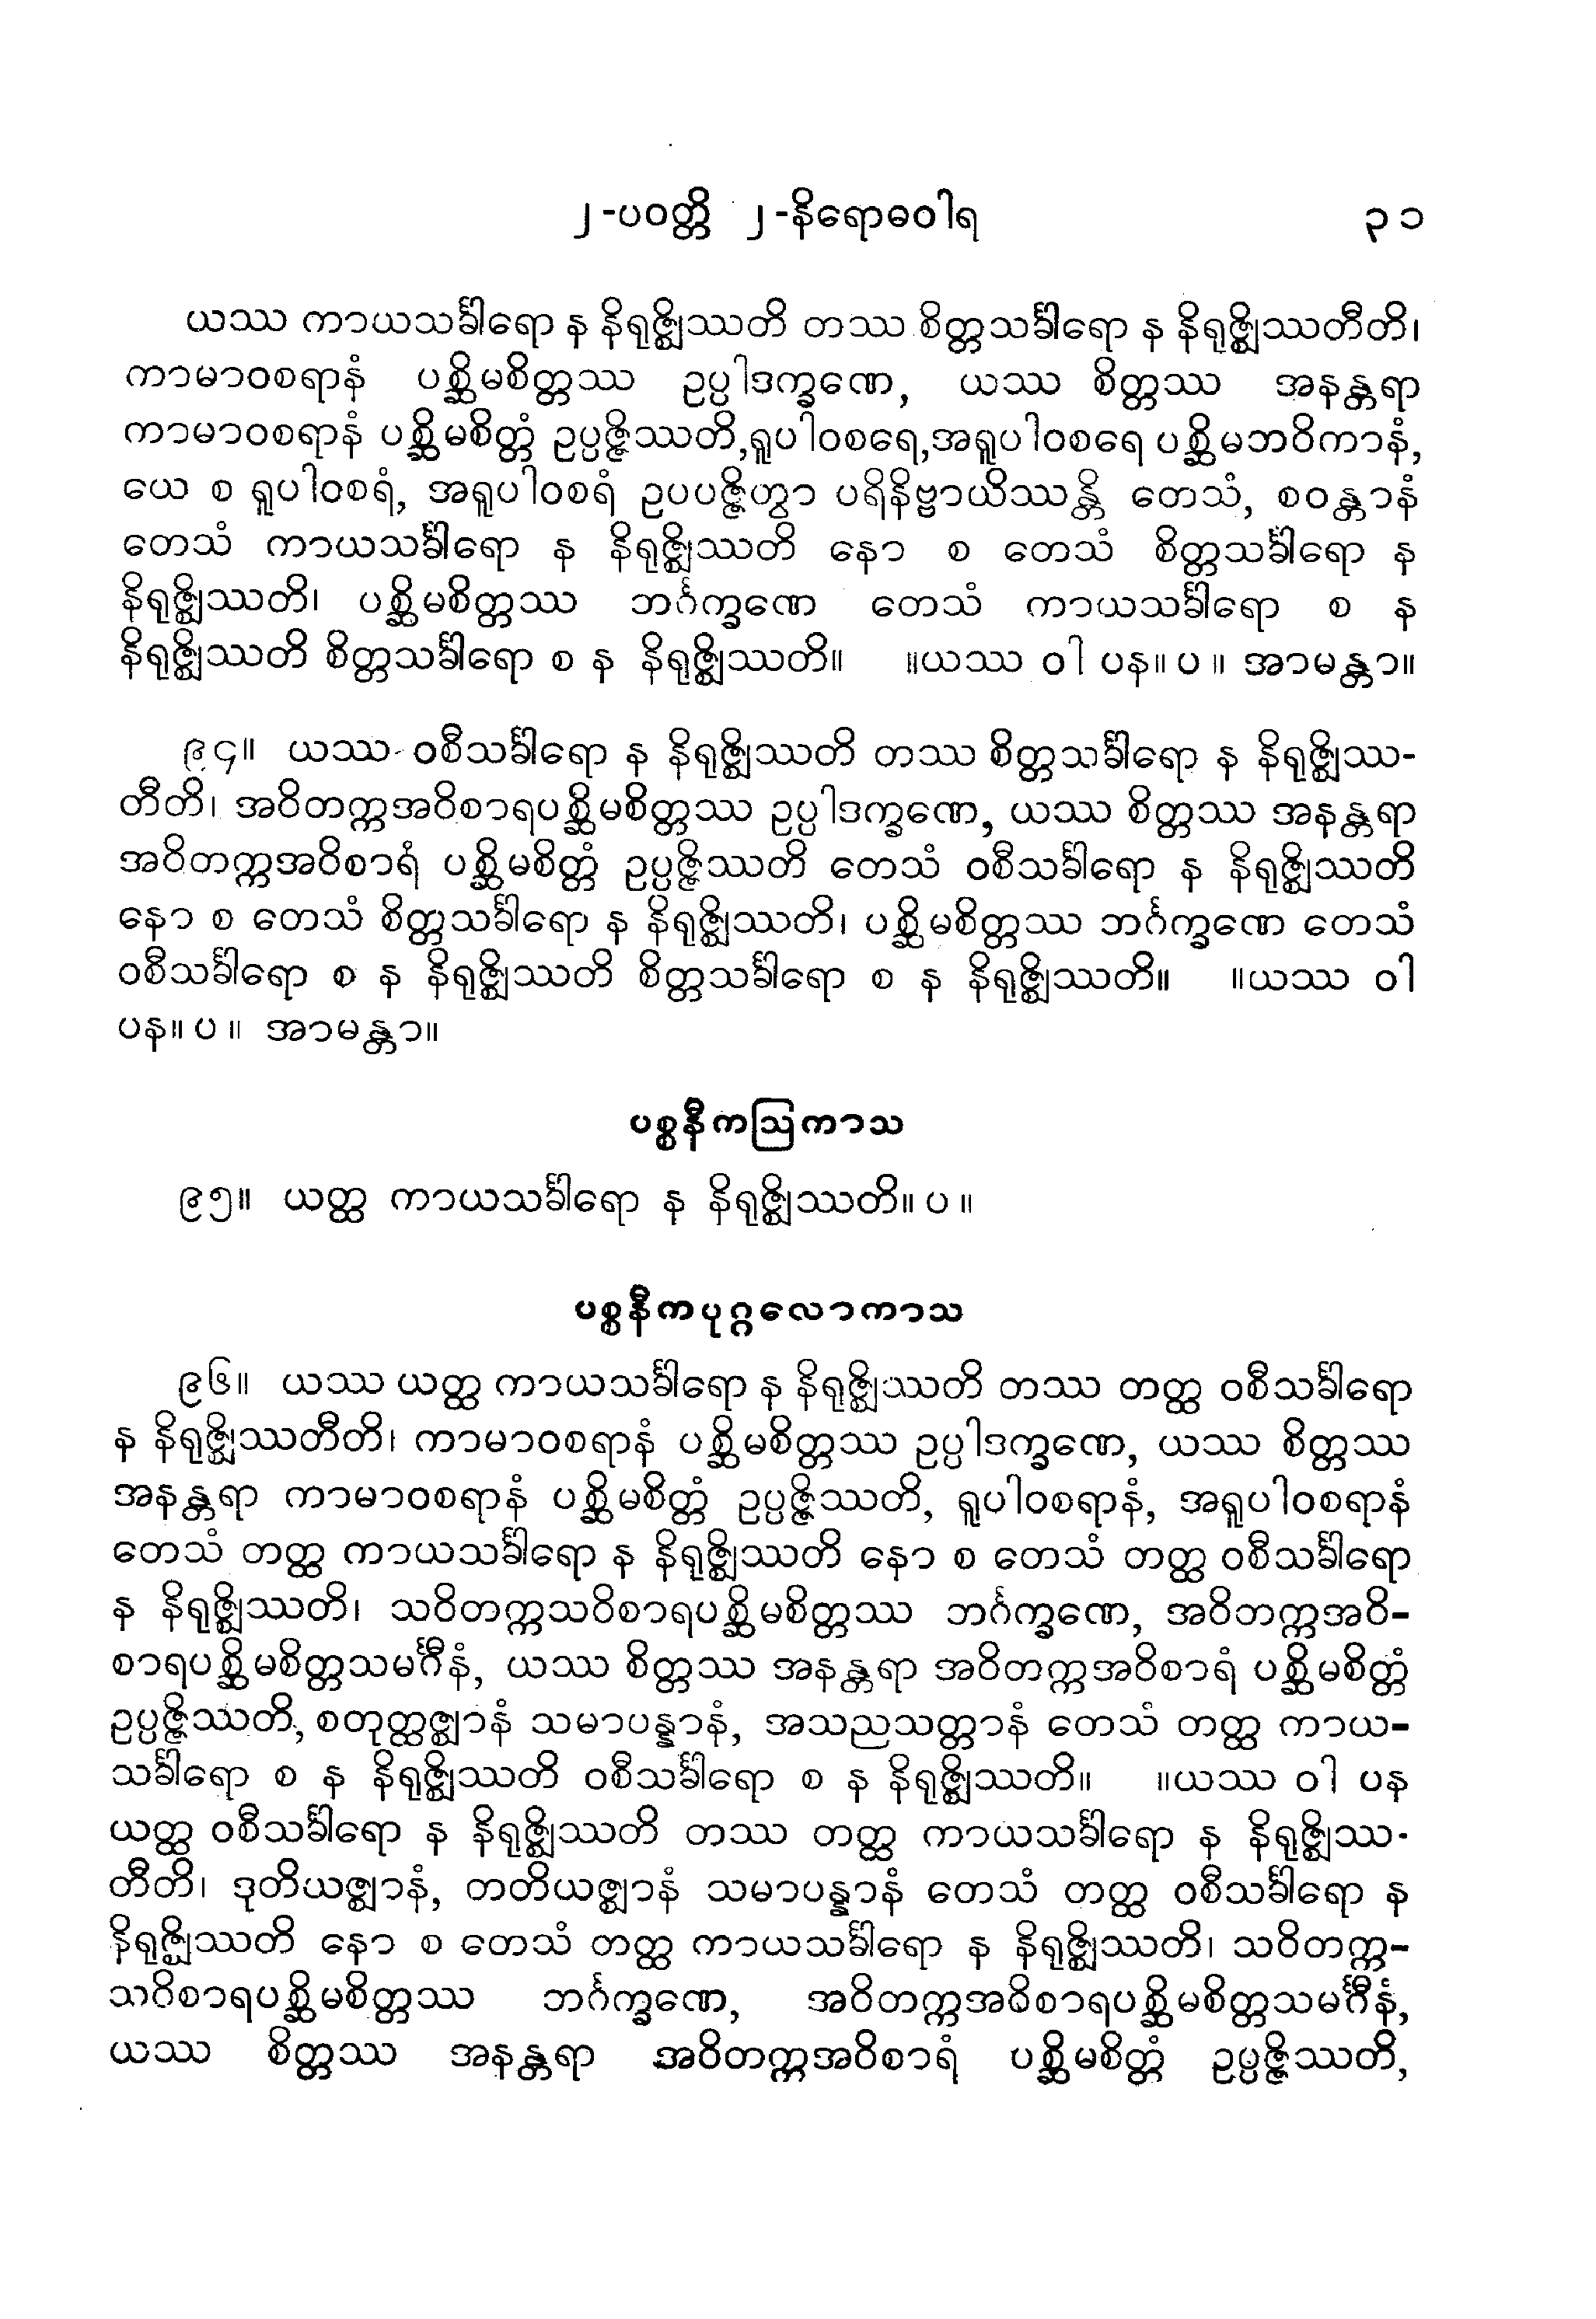 ၂-ပဝတ္တိ ၂-နိရောဓဝါရ ၃၁
ယဿ ကာယသင်္ခါရော န နိရုဇ္ဈိဿတိ တဿ စိတ္တသင်္ခါရော န နိရုဇ္ဈိဿတီတိ၊
ကာမာဝစရာနံ ပစ္ဆိမစိတ္တဿ ဥပ္ပါဒက္ခဏေ, ယဿ စိတ္တဿ အနန္တရာ
ကာမာဝစရာနံ ပစ္ဆိမစိတ္တံ ဥပ္ပဇ္ဇိဿတိ,ရူပါဝစရေ,အရူပါဝစရေ ပစ္ဆိမဘဝိကာနံ,
ယေ စ ရူပါဝစရံ, အရူပါဝစရံ ဥပပဇ္ဇိတွာ ပရိနိဗ္ဗာယိဿန္တိ တေသံ, စဝန္တာနံ
တေသံ ကာယသင်္ခါရော န နိရုဇ္ဈိဿတိ နော စ တေသံ စိတ္တသင်္ခါရော န
နိရုဇ္ဈိဿတိ၊ ပစ္ဆိမစိတ္တဿ ဘင်္ဂက္ခဏေ တေသံ ကာယသင်္ခါရော စ န
နိရုဇ္ဈိဿတိ စိတ္တသင်္ခါရော စ န နိရုဇ္ဈိဿတိ။ ။ယဿ ဝါ ပန။ပ။ အာမန္တာ။
၉၄။ ယဿ ဝစီသင်္ခါရော န နိရုဇ္ဈိဿတိ တဿ စိတ္တသင်္ခါရော န နိရုဇ္ဈိဿ-
တီတိ၊ အဝိတက္ကအဝိစာရပစ္ဆိမစိတ္တဿ ဥပ္ပါဒက္ခဏေ, ယဿ စိတ္တဿ အနန္တရာ
အဝိတက္ကအဝိစာရံ ပစ္ဆိမစိတ္တံ ဥပ္ပဇ္ဇိဿတိ တေသံ ဝစီသင်္ခါရော န နိရုဇ္ဈိဿတိ
နော စ တေသံ စိတ္တသင်္ခါရော န နိရုဇ္ဈိဿတိ၊ ပစ္ဆိမစိတ္တဿ ဘင်္ဂက္ခဏေ တေသံ
ဝစီသင်္ခါရော စ န နိရုဇ္ဈိဿတိ စိတ္တသင်္ခါရော စ န နိရုဇ္ဈိဿတိ။ ။ယဿ ဝါ
ပန။ပ။ အာမန္တာ။
ပစ္စနီကဩကာသ
၉၅။ ယတ္ထ ကာယသင်္ခါရော န နိရုဇ္ဈိဿတိ။ပ။
ပစ္စနီကပုဂ္ဂလောကာသ
၉၆။ ယဿ ယတ္ထ ကာယသင်္ခါရော န နိရုဇ္ဈိဿတိ တဿ တတ္ထ ဝစီသင်္ခါရော
န နိရုဇ္ဈိဿတီတိ၊ ကာမာဝစရာနံ ပစ္ဆိမစိတ္တဿ ဥပ္ပါဒက္ခဏေ, ယဿ စိတ္တဿ
အနန္တရာ ကာမာဝစရာနံ ပစ္ဆိမစိတ္တံ ဥပ္ပဇ္ဇိဿတိ, ရူပါဝစရာနံ, အရူပါဝစရာနံ
တေသံ တတ္ထ ကာယသင်္ခါရော န နိရုဇ္ဈိဿတိ နော စ တေသံ တတ္ထ ဝစီသင်္ခါရော
န နိရုဇ္ဈိဿတိ၊ သဝိတက္ကသဝိစာရပစ္ဆိမစိတ္တဿ ဘင်္ဂက္ခဏေ, အဝိဘက္ကအဝိ-
စာရပစ္ဆိမစိတ္တသမင်္ဂီနံ, ယဿ စိတ္တဿ အနန္တရာ အဝိတက္ကအဝိစာရံ ပစ္ဆိမစိတ္တံ
ဥပ္ပဇ္ဇိဿတိ, စတုတ္ထဇ္ဈာနံ သမာပန္နာနံ, အသညသတ္တာနံ တေသံ တတ္ထ ကာယ-
သင်္ခါရော စ န နိရုဇ္ဈိဿတိ ဝစီသင်္ခါရော စ န နိရုဇ္ဈိဿတိ။ ။ယဿ ဝါ ပန
ယတ္ထ ဝစီသင်္ခါရော န နိရုဇ္ဈိဿတိ တဿ တတ္ထ ကာယသင်္ခါရော န နိရုဇ္ဈိဿ-
တီတိ၊ ဒုတိယဇ္ဈာနံ, တတိယဇ္ဈာနံ သမာပန္နာနံ တေသံ တတ္ထ ဝစီသင်္ခါရော န
နိရုဇ္ဈိဿတိ နော စ တေသံ တတ္ထ ကာယသင်္ခါရော န နိရုဇ္ဈိဿတိ၊ သဝိတက္က-
သဝိစာရပစ္ဆိမစိတ္တဿ ဘင်္ဂက္ခဏေ, အဝိတက္ကအဝိစာရပစ္ဆိမစိတ္တသမင်္ဂီနံ,
ယဿ စိတ္တဿ အနန္တရာ အဝိတက္ကအဝိစာရံ ပစ္ဆိမစိတ္တံ ဥပ္ပဇ္ဇိဿတိ,